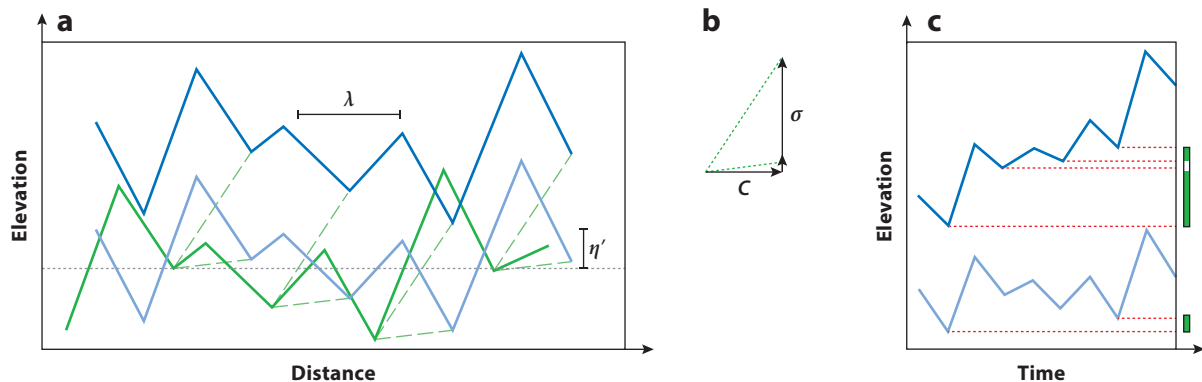 a
b
c
λ
σ
C
η′
Elevation
Distance
Elevation
Time